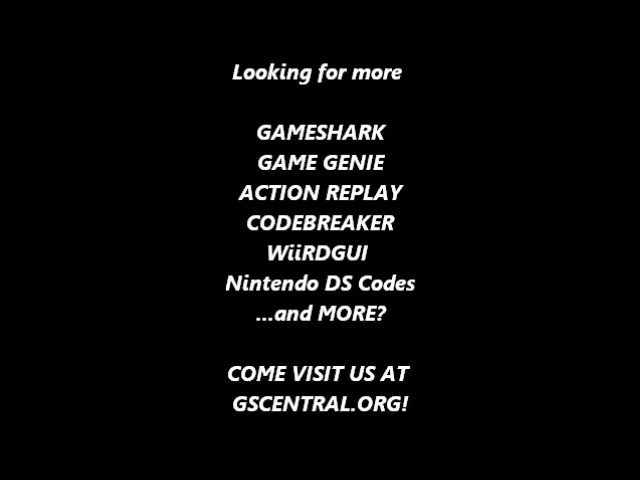 Looking for more
GAMESHARK
GAME GENIE
ACTION REPLAY
CODEBREAKER
WiiRDGUI
Nintendo DS Codes
...and MORE?
COME VISIT US AT
GSCENTRAL.ORG!